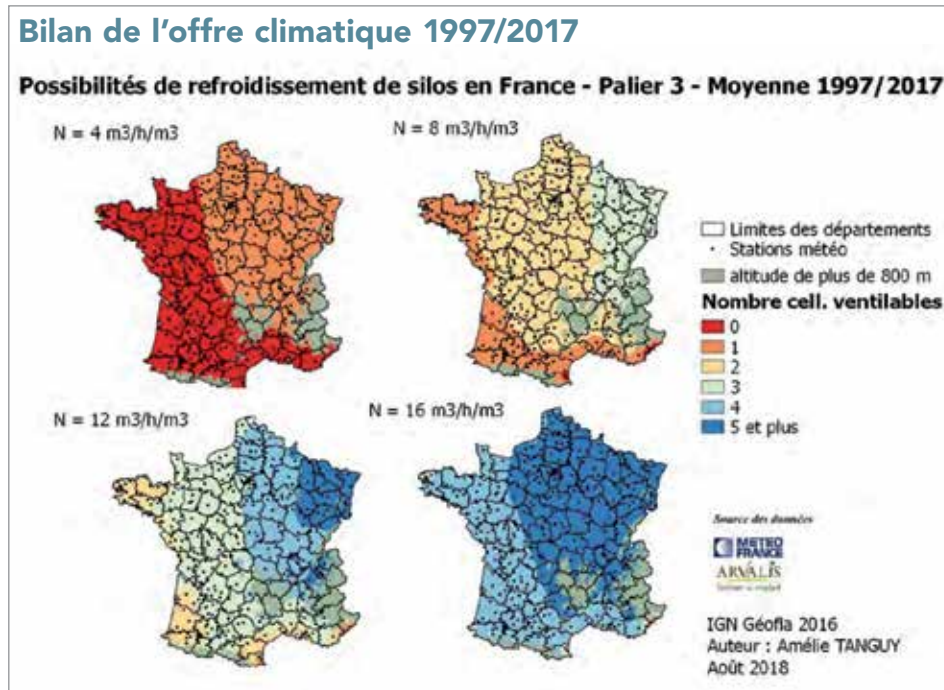 Bilan de l'offre climatique 1997/2017
Possibilités de refroidissement de silos en France - Palier 3 - Moyenne 1997/2017
N = 4 m3/h/m3
N = 8 m3/h/m3
Limites des départements
Stations météo
altitude de plus de 800 m
Nombre cell. ventilables
0
1
2
3
4
5 et plus
N = 12 m3/h/m3
N = 16 m3/h/m3
Source des données
METEO
FRANCE
ARVALIS
IGN Géofla 2016
Auteur : Amélie TANGUY
Août 2018